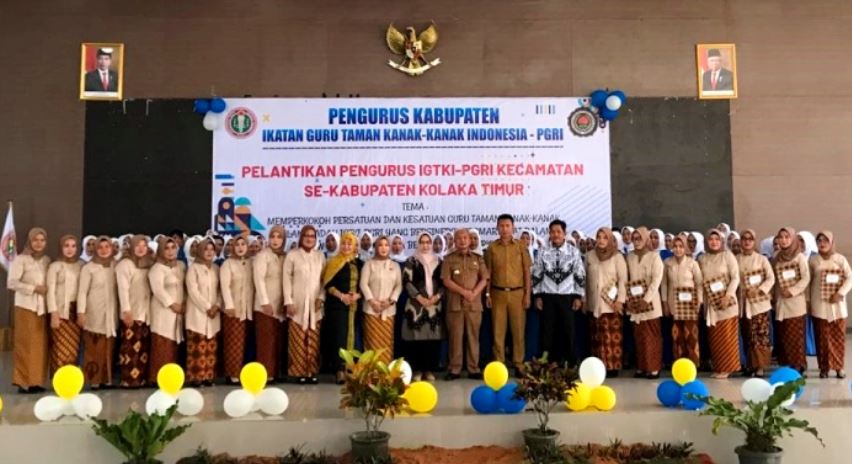 PENGURUS KABUPATEN
IKATAN GURU TAMAN KANAK-KANAK INDONESIA - PGRI
PELANTIKAN PENGURUS IGTKI-PGRI KECAMATAN
SE-KABUPATEN KOLAKA TIMUR
TEMA
MEMPERKOKOH PERSATUAN DAN KESATUAN GURU TAMAN KANAK-KANAK